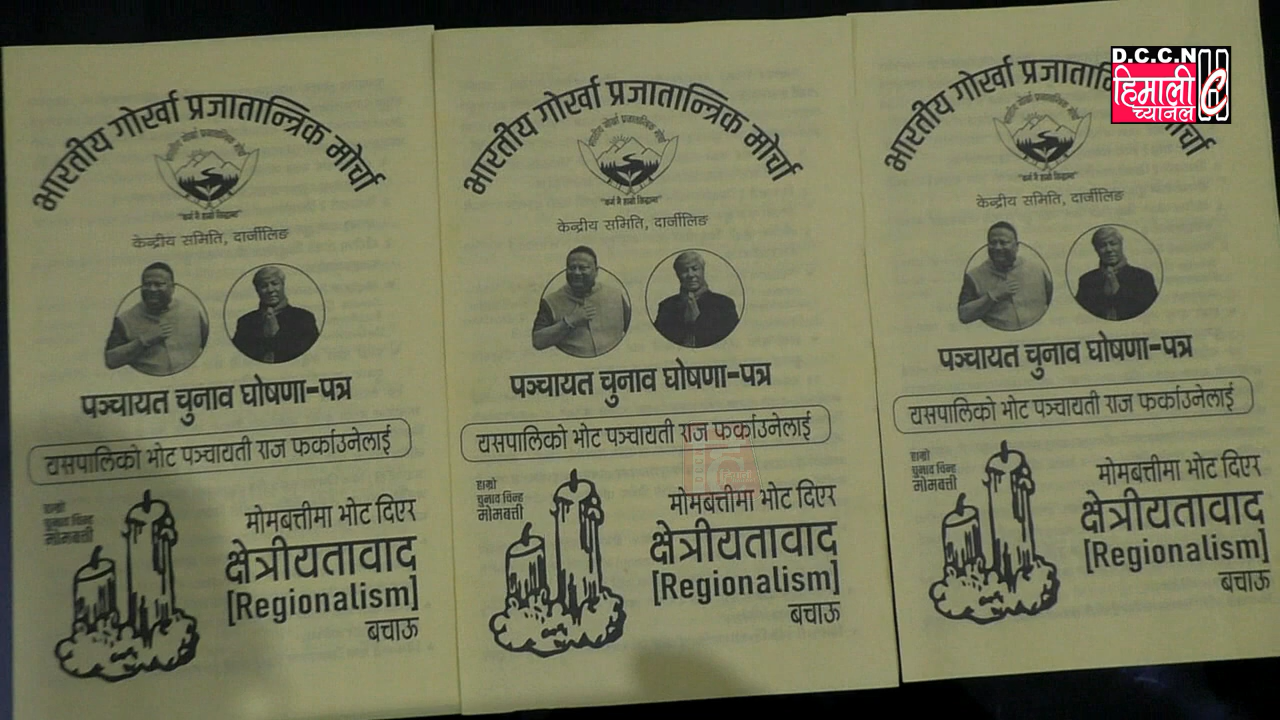 D.C.C.N
हिमाली
च्यानल
भारतीय गोर्खा प्रजातान्त्रिक मोर्चा
केन्द्रीय समिति, दार्जीलिङ
पञ्चायत चुनाव घोषणा-पत्र
यसपालिको भोट पञ्चायती राज फर्काउनेलाई
हाम्रो
चुनाव चिन्ह
मोमबत्ती
मोमबत्तीमा भोट दिएर
क्षेत्रीयतावाद
[Regionalism]
बचाऊ
भारतीय गोर्खा प्रजातान्त्रिक मोर्चा
केन्द्रीय समिति, दार्जीलिङ
पञ्चायत चुनाव घोषणा-पत्र
यसपालिको भोट पञ्चायती राज फर्काउनेलाई
हाम्रो
चुनाव चिन्ह
मोमबत्ती
मोमबत्तीमा भोट दिएर
क्षेत्रीयतावाद
[Regionalism]
बचाऊ
भारतीय गोर्खा प्रजातान्त्रिक मोर्चा
केन्द्रीय समिति, दार्जीलिङ
पञ्चायत चुनाव घोषणा-पत्र
यसपालिको भोट पञ्चायती राज फर्काउनेलाई
हाम्रो
चुनाव चिन्ह
मोमबत्ती
मोमबत्तीमा भोट दिएर
क्षेत्रीयतावाद
[Regionalism]
बचाऊ